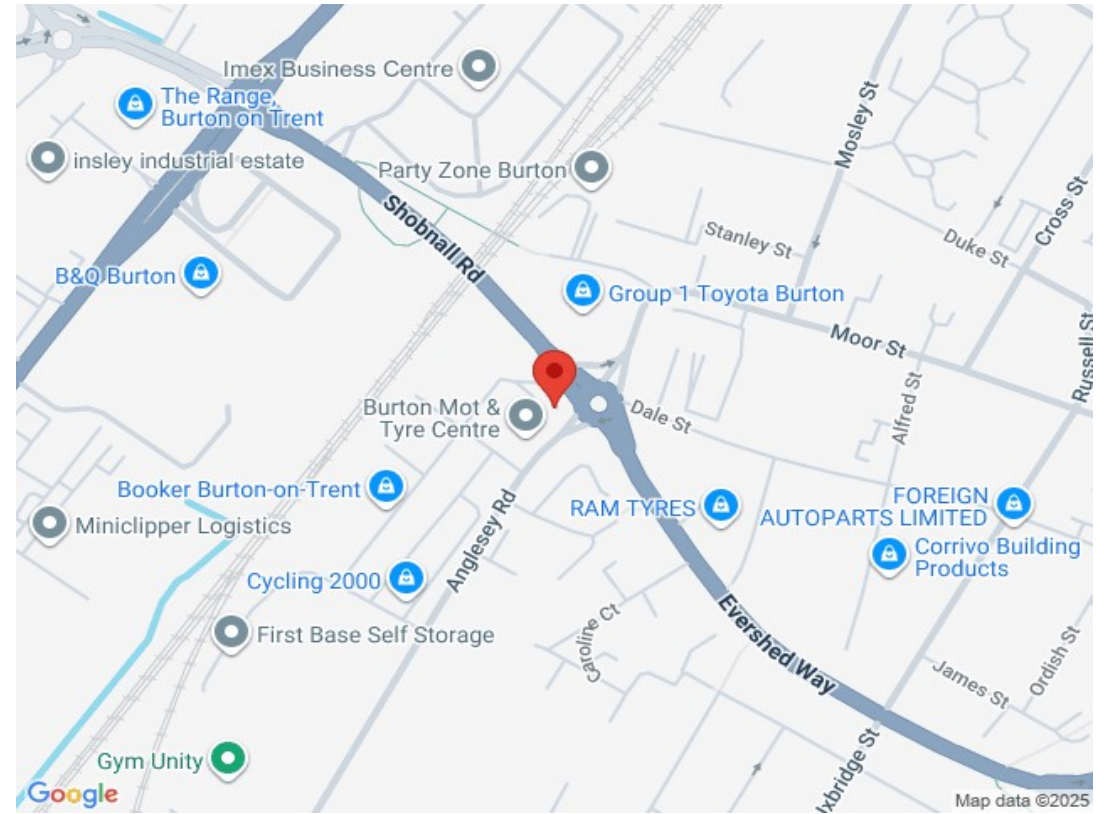 Imex Business Centre
The Range,
Burton on Trent
insley industrial estate
Party Zone Burton
Mosley St
Cross St
Shobnall Rd
Stanley St
Duke St
B&Q Burton
Group 1 Toyota Burton
Moor St
Russell St
Burton Mot &
Tyre Centre
Dale St
Alfred St
Booker Burton-on-Trent
RAM TYRES
FOREIGN
AUTOPARTS LIMITED
Miniclipper Logistics
Anglesey Rd
Corrivo Building
Products
Cycling 2000
Caroline Ct
Evershed Way
First Base Self Storage
James St
Ordish St
Gym Unity
xbridge St
Google
Map data ©2025